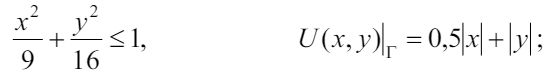 x²/9 + y²/16 ≤ 1, U(x, y)|_Γ = 0,5|x| + |y|;